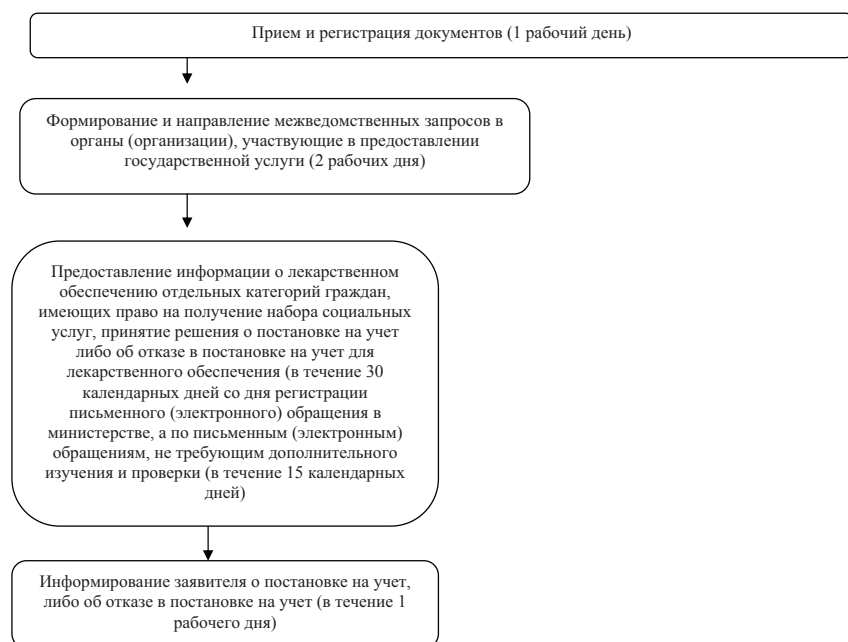 Прием и регистрация документов (1 рабочий день)
Формирование и направление межведомственных запросов в
органы (организации), участвующие в предоставлении
государственной услуги (2 рабочих дня)
Предоставление информации о лекарственном
обеспечению отдельных категорий граждан,
имеющих право на получение набора социальных
услуг, принятие решения о постановке на учет
либо об отказе в постановке на учет для
лекарственного обеспечения (в течение 30
календарных дней со дня регистрации
письменного (электронного) обращения в
министерстве, а по письменным (электронным)
обращениям, не требующим дополнительного
изучения и проверки (в течение 15 календарных
дней)
Информирование заявителя о постановке на учет,
либо об отказе в постановке на учет (в течение 1
рабочего дня)